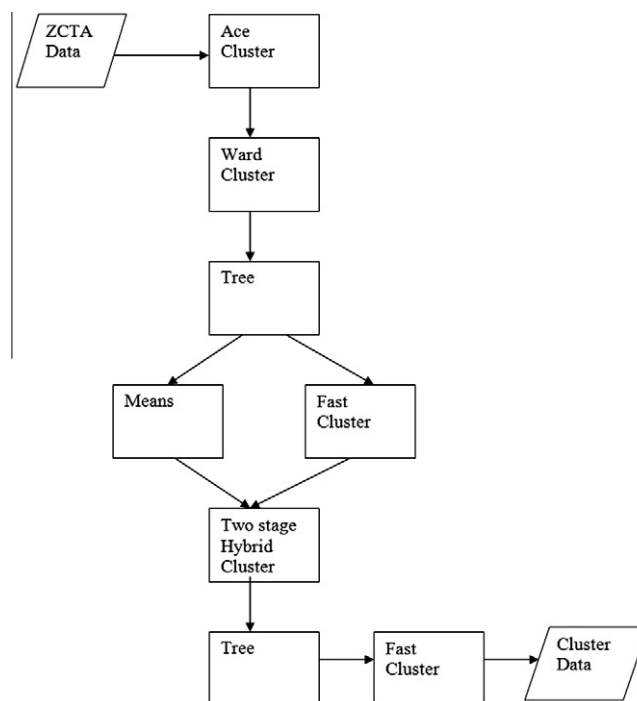 ZCTA
Data
Ace
Cluster
Ward
Cluster
Tree
Means
Fast
Cluster
Two stage
Hybrid
Cluster
Tree
Fast
Cluster
Cluster
Data